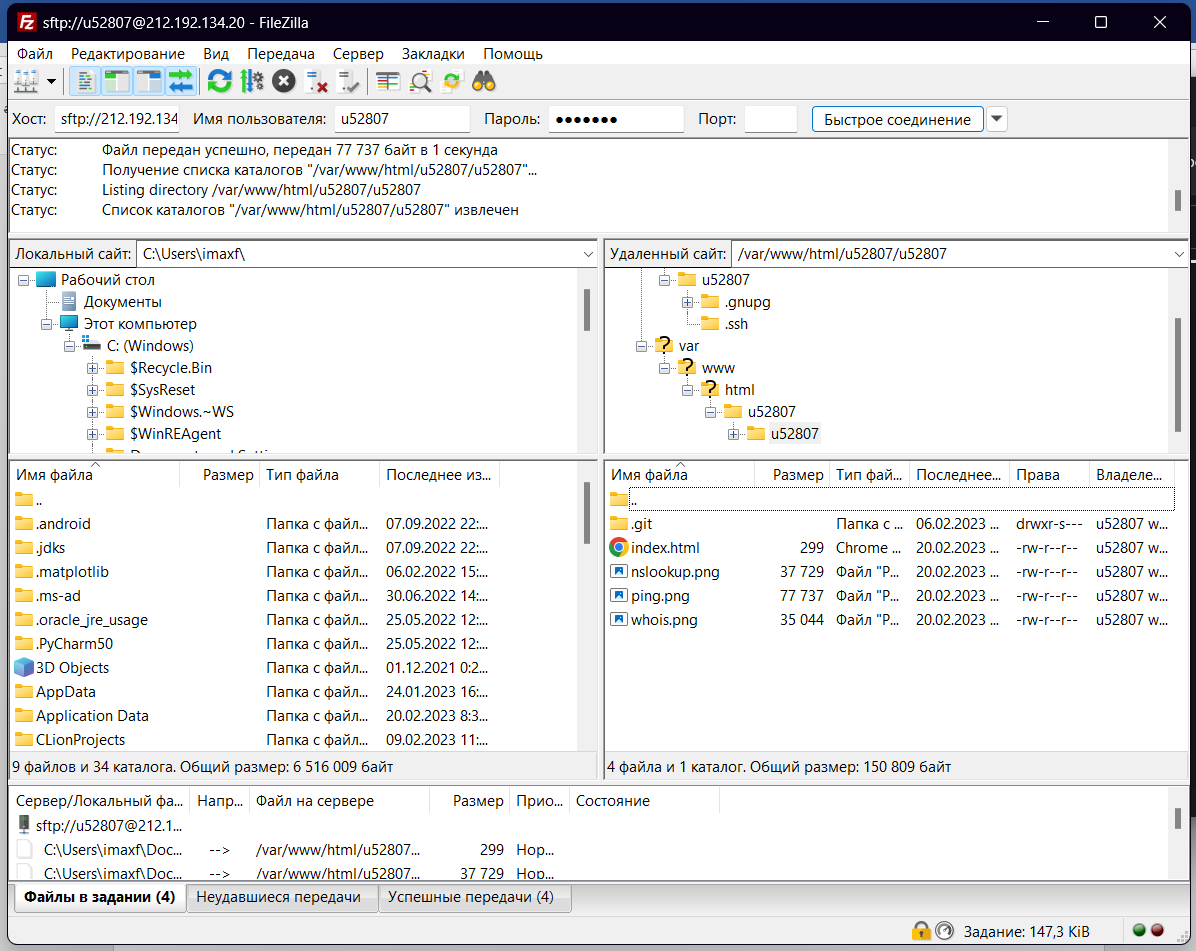 sftp://u52807@212.192.134.20 - FileZilla
Файл Редактирование Вид Передача Сервер Закладки Помощь
Хост: sftp://212.192.134 Имя пользователя: u52807 Пароль: ●●●●●●● Порт: Быстрое соединение
Статус: Файл передан успешно, передан 77 737 байт в 1 секунда
Статус: Получение списка каталогов "/var/www/html/u52807/u52807"...
Статус: Listing directory /var/www/html/u52807/u52807
Статус: Список каталогов "/var/www/html/u52807/u52807" извлечен
Локальный сайт: C:\Users\imaxf\
Рабочий стол
Документы
Этот компьютер
C: (Windows)
$Recycle.Bin
$SysReset
$Windows.~WS
$WinREAgent
Удаленный сайт: /var/www/html/u52807/u52807
u52807
.gnupg
.ssh
var
www
html
u52807
u52807
Имя файла Размер Тип файла Последнее из...
..
.android Папка с файл... 07.09.2022 22:...
.jdks Папка с файл... 07.09.2022 22:...
.matplotlib Папка с файл... 06.02.2022 15:...
.ms-ad Папка с файл... 30.06.2022 14:...
.oracle_jre_usage Папка с файл... 25.05.2022 12:...
.PyCharm50 Папка с файл... 25.05.2022 12:...
3D Objects Папка с файл... 01.12.2021 0:2...
AppData Папка с файл... 24.01.2023 16:...
Application Data Папка с файл... 20.02.2023 8:3...
CLionProjects Папка с файл... 09.02.2023 11:...
9 файлов и 34 каталога. Общий размер: 6 516 009 байт
Имя файла Размер Тип фай... Последнее... Права Владеле...
..
.git Папка с ... 06.02.2023 ... drwxr-s--- u52807 w...
index.html 299 Chrome ... 20.02.2023 ... -rw-r--r-- u52807 w...
nslookup.png 37 729 Файл "P... 20.02.2023 ... -rw-r--r-- u52807 w...
ping.png 77 737 Файл "P... 20.02.2023 ... -rw-r--r-- u52807 w...
whois.png 35 044 Файл "P... 20.02.2023 ... -rw-r--r-- u52807 w...
4 файла и 1 каталог. Общий размер: 150 809 байт
Сервер/Локальный фа... Напр... Файл на сервере Размер Прио... Состояние
sftp://u52807@212.1...
C:\Users\imaxf\Doc... --> /var/www/html/u52807... 299 Нор...
C:\Users\imaxf\Doc... --> /var/www/html/u52807... 37 729 Нор...
Файлы в задании (4) Неудавшиеся передачи Успешные передачи (4)
Задание: 147,3 KiB